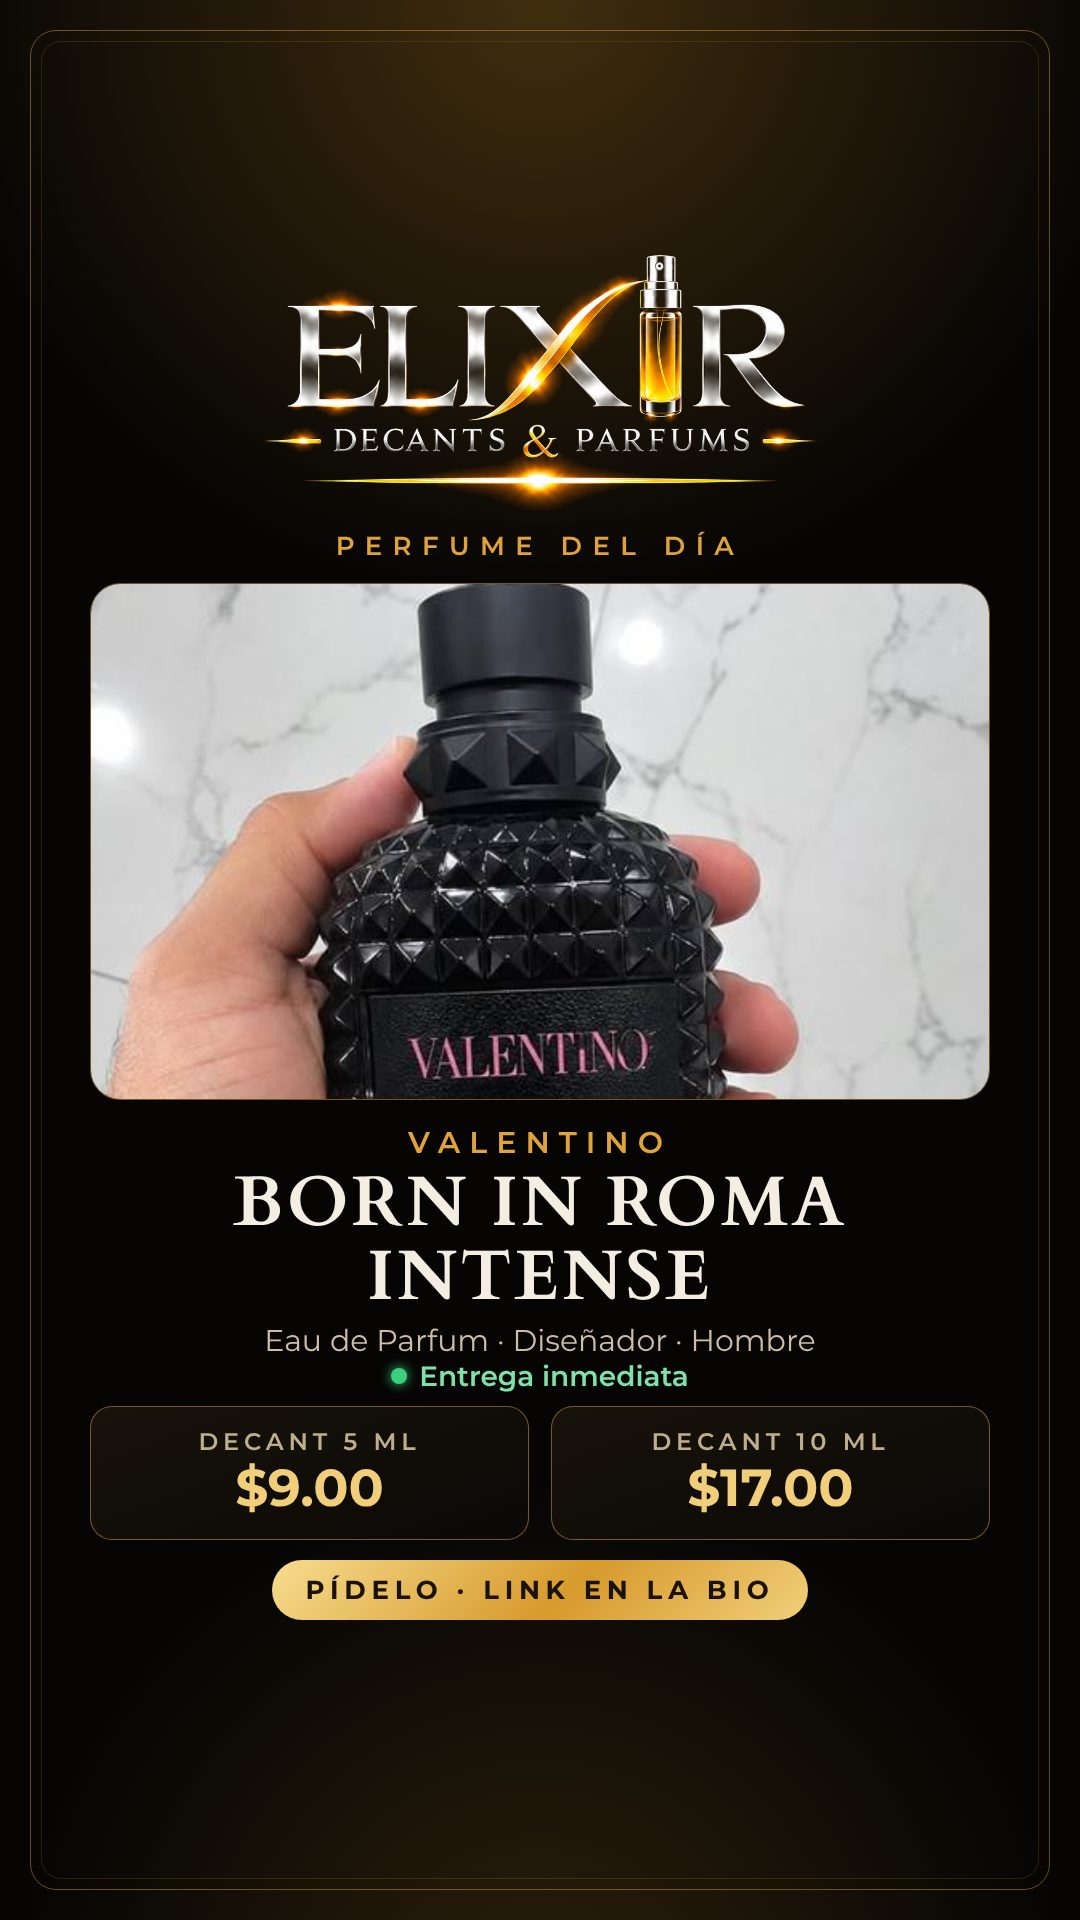 ELIXIR
DECANTS & PARFUMS
PERFUME DEL DÍA
VALENTINO
VALENTINO
BORN IN ROMA
INTENSE
Eau de Parfum · Diseñador · Hombre
Entrega inmediata
DECANT 5 ML
$9.00
DECANT 10 ML
$17.00
PÍDELO · LINK EN LA BIO